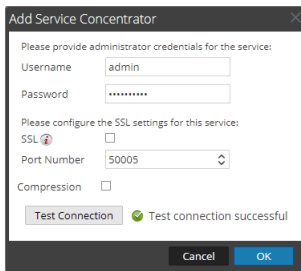 Add Service Concentrator
Please provide administrator credentials for the service:
Username admin
Password ••••••••••
Please configure the SSL settings for this service:
SSL
Port Number 50005
Compression
Test Connection Test connection successful
Cancel OK